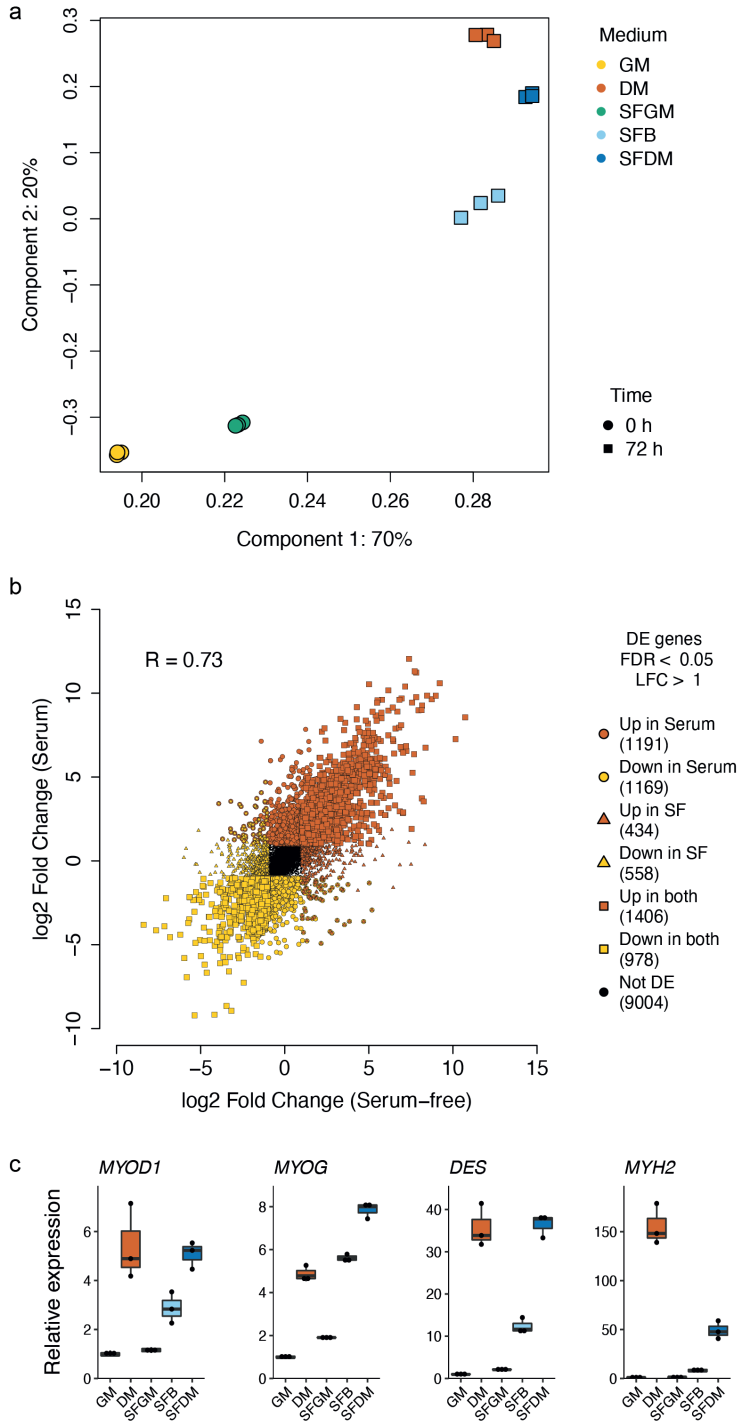 a
Component 2: 20%
0.3
0.2
0.1
0.0
−0.1
−0.2
−0.3
0.20
0.22
0.24
0.26
0.28
Component 1: 70%
Medium
GM
DM
SFGM
SFB
SFDM
Time
0 h
72 h
b
log2 Fold Change (Serum)
15
10
5
0
−5
−10
R = 0.73
−10
−5
0
5
10
15
log2 Fold Change (Serum−free)
DE genes
FDR < 0.05
LFC > 1
Up in Serum
(1191)
Down in Serum
(1169)
Up in SF
(434)
Down in SF
(558)
Up in both
(1406)
Down in both
(978)
Not DE
(9004)
c
Relative expression
MYOD1
6
4
2
0
GM
DM
SFGM
SFB
SFDM
MYOG
8
6
4
2
0
GM
DM
SFGM
SFB
SFDM
DES
40
30
20
10
0
GM
DM
SFGM
SFB
SFDM
MYH2
150
100
50
0
GM
DM
SFGM
SFB
SFDM